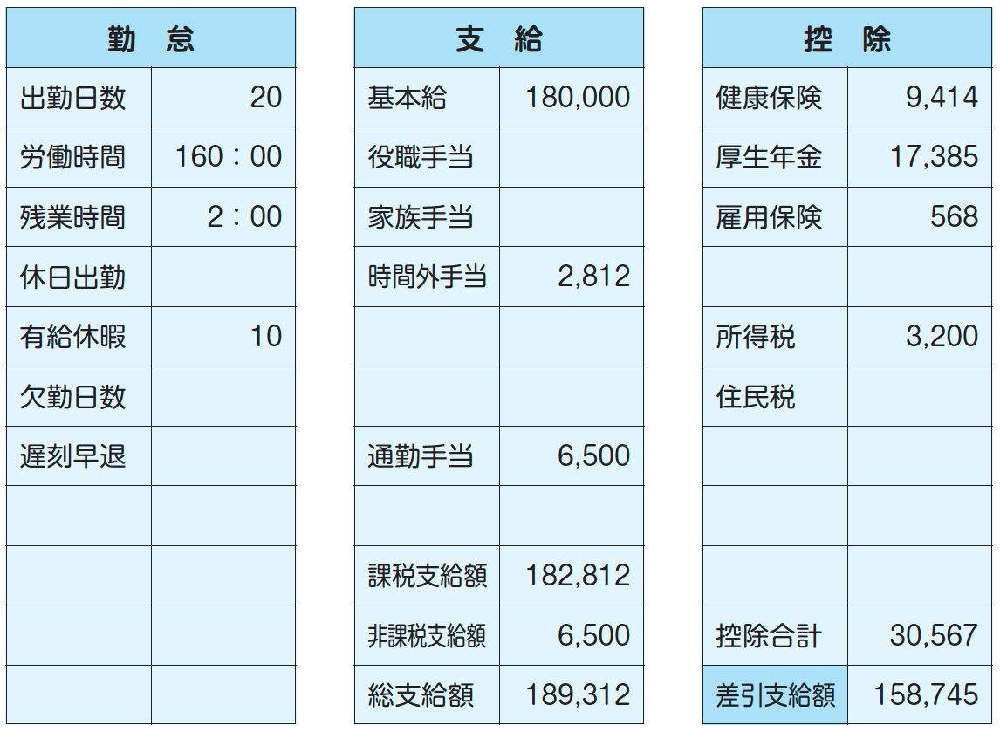 勤 怠
出勤日数 20
労働時間 160：00
残業時間 2：00
休日出勤
有給休暇 10
欠勤日数
遅刻早退
支 給
基本給 180,000
役職手当
家族手当
時間外手当 2,812
通勤手当 6,500
課税支給額 182,812
非課税支給額 6,500
総支給額 189,312
控 除
健康保険 9,414
厚生年金 17,385
雇用保険 568
所得税 3,200
住民税
控除合計 30,567
差引支給額 158,745